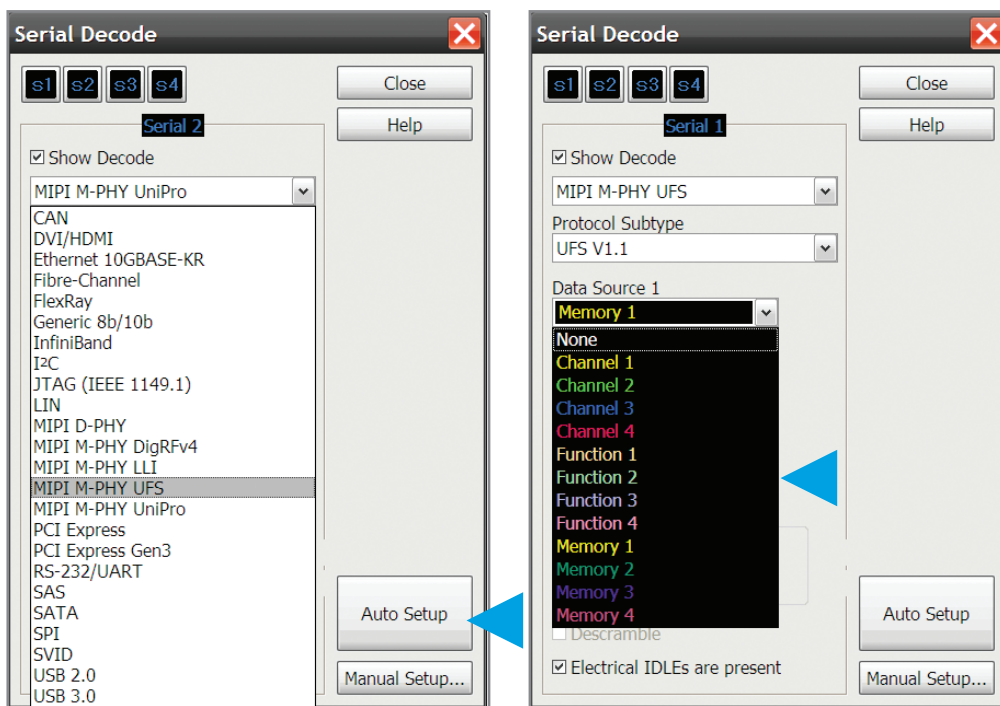 Serial Decode
s1 s2 s3 s4
Close
Serial 2
Help
Show Decode
MIPI M-PHY UniPro
CAN
DVI/HDMI
Ethernet 10GBASE-KR
Fibre-Channel
FlexRay
Generic 8b/10b
InfiniBand
I2C
JTAG (IEEE 1149.1)
LIN
MIPI D-PHY
MIPI M-PHY DigRFv4
MIPI M-PHY LLI
MIPI M-PHY UFS
MIPI M-PHY UniPro
PCI Express
PCI Express Gen3
RS-232/UART
SAS
SATA
SPI
SVID
USB 2.0
USB 3.0
Auto Setup
Manual Setup...
Serial Decode
s1 s2 s3 s4
Close
Serial 1
Help
Show Decode
MIPI M-PHY UFS
Protocol Subtype
UFS V1.1
Data Source 1
Memory 1
None
Channel 1
Channel 2
Channel 3
Channel 4
Function 1
Function 2
Function 3
Function 4
Memory 1
Memory 2
Memory 3
Memory 4
Descramble
Electrical IDLEs are present
Auto Setup
Manual Setup...